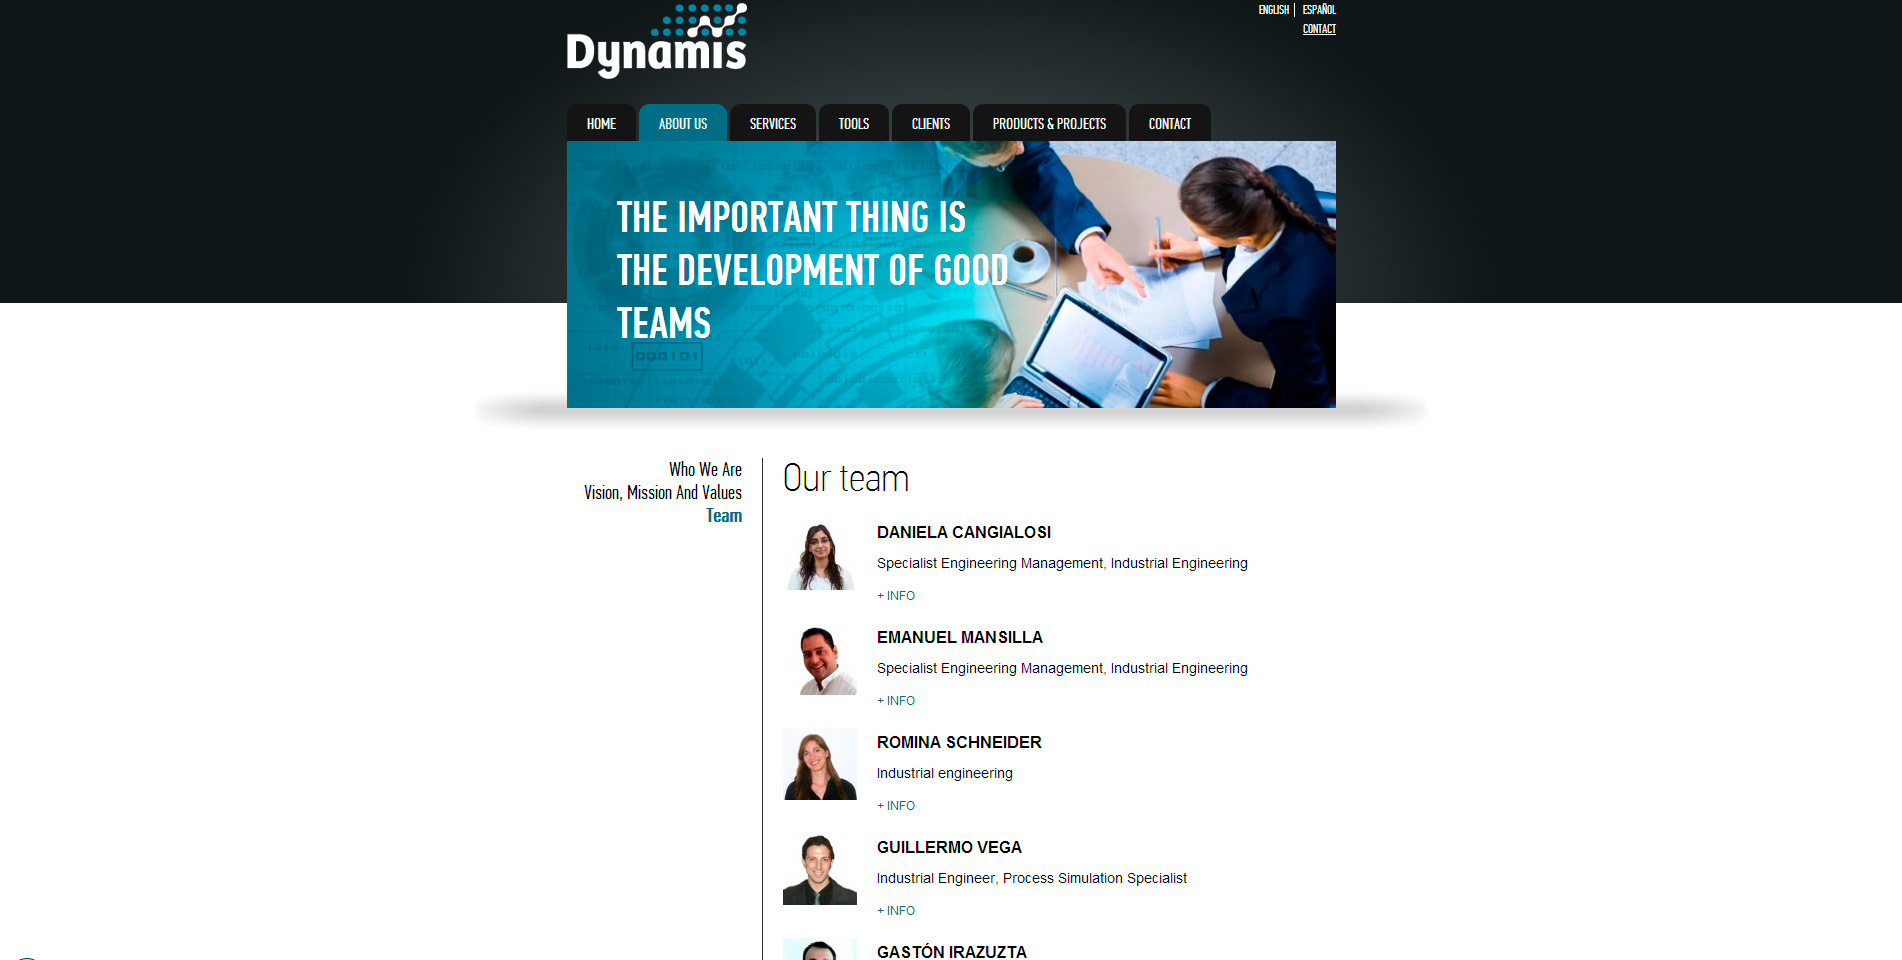 Dynamis
ENGLISH
ESPAÑOL
CONTACT
HOME
ABOUT US
SERVICES
TOOLS
CLIENTS
PRODUCTS & PROJECTS
CONTACT
THE IMPORTANT THING IS
THE DEVELOPMENT OF GOOD
TEAMS
000101
Who We Are
Vision, Mission And Values
Team
Our team
DANIELA CANGIALOSI
Specialist Engineering Management, Industrial Engineering
+ INFO
EMANUEL MANSILLA
Specialist Engineering Management, Industrial Engineering
+ INFO
ROMINA SCHNEIDER
Industrial engineering
+ INFO
GUILLERMO VEGA
Industrial Engineer, Process Simulation Specialist
+ INFO
GASTÓN IRAZUZTA